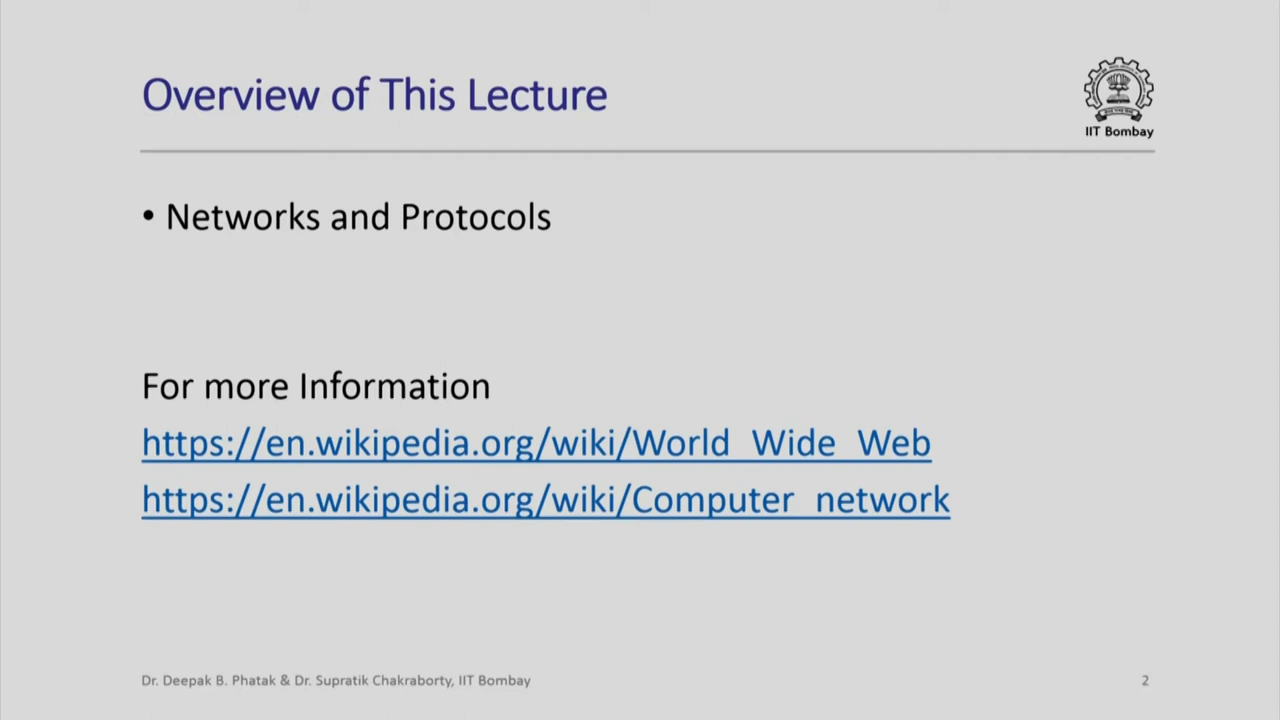 Overview of This Lecture
IIT Bombay
• Networks and Protocols
For more Information
https://en.wikipedia.org/wiki/World_Wide_Web
https://en.wikipedia.org/wiki/Computer_network
Dr. Deepak B. Phatak & Dr. Supratik Chakraborty, IIT Bombay
2